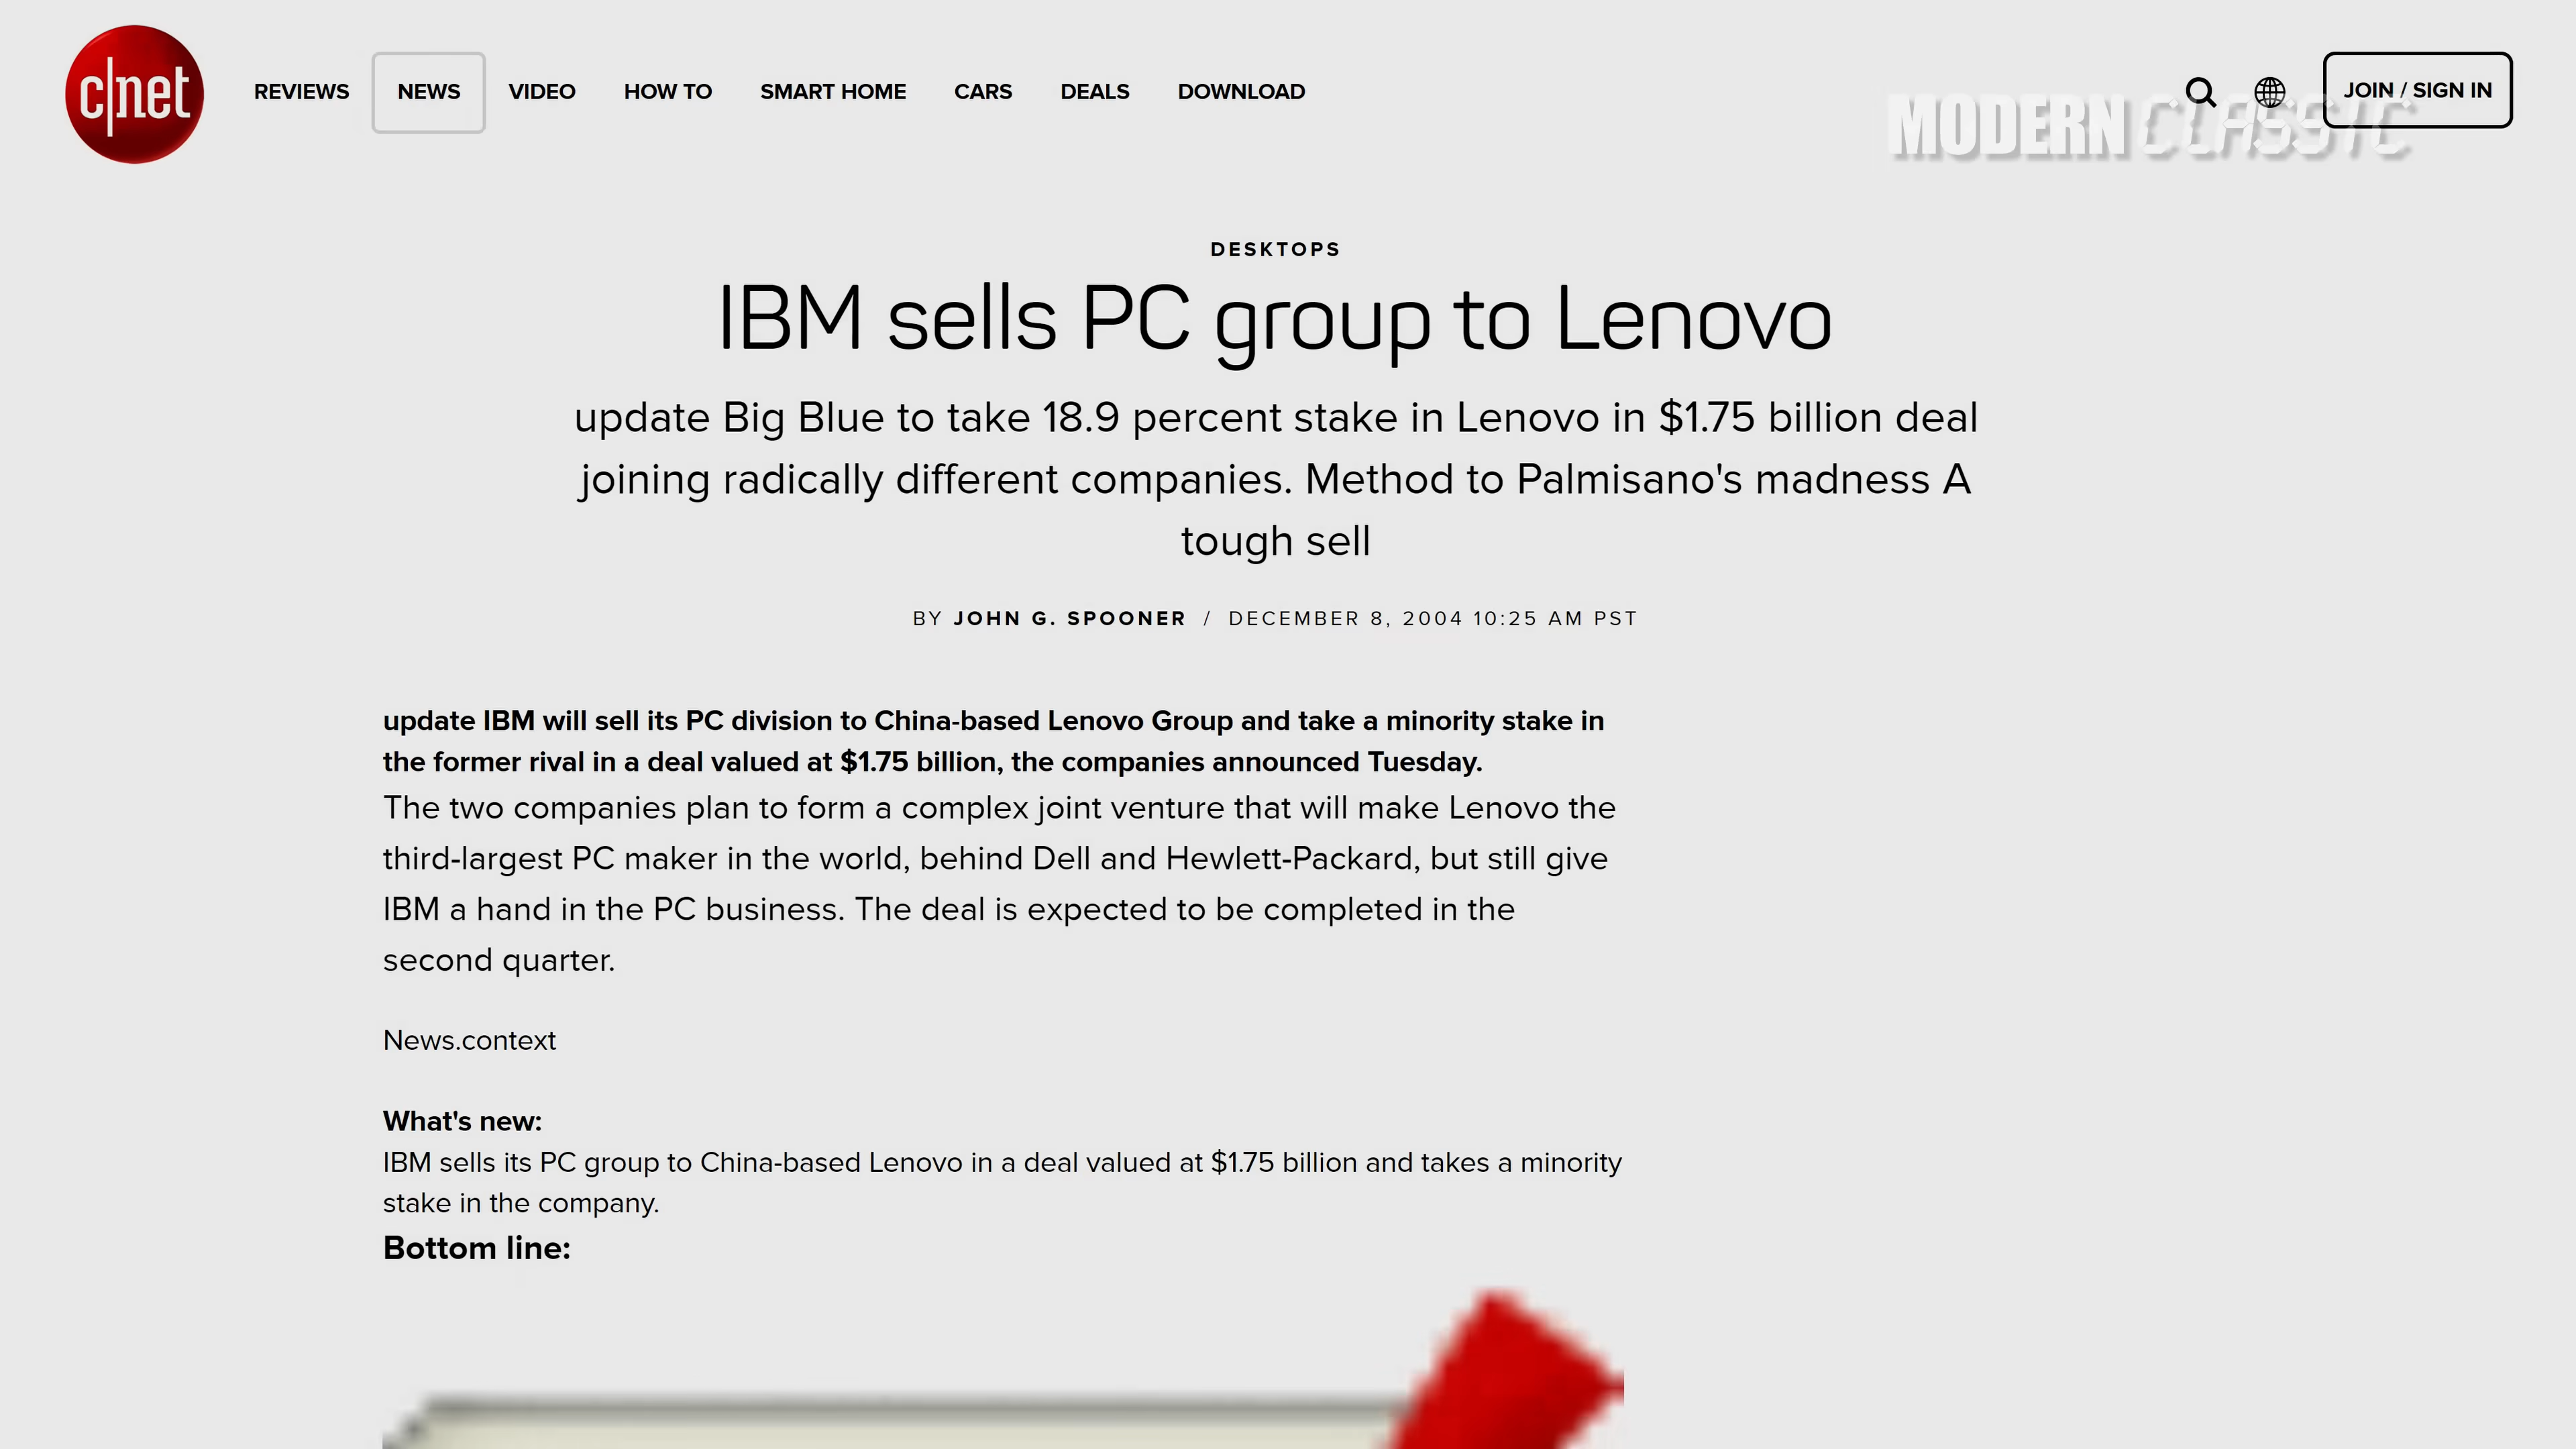 c|net
REVIEWS NEWS VIDEO HOW TO SMART HOME CARS DEALS DOWNLOAD
JOIN / SIGN IN
MODERN CLASSIC
DESKTOPS
IBM sells PC group to Lenovo
update Big Blue to take 18.9 percent stake in Lenovo in $1.75 billion deal
joining radically different companies. Method to Palmisano's madness A
tough sell
BY JOHN G. SPOONER / DECEMBER 8, 2004 10:25 AM PST
update IBM will sell its PC division to China-based Lenovo Group and take a minority stake in
the former rival in a deal valued at $1.75 billion, the companies announced Tuesday.
The two companies plan to form a complex joint venture that will make Lenovo the
third-largest PC maker in the world, behind Dell and Hewlett-Packard, but still give
IBM a hand in the PC business. The deal is expected to be completed in the
second quarter.
News.context
What's new:
IBM sells its PC group to China-based Lenovo in a deal valued at $1.75 billion and takes a minority
stake in the company.
Bottom line: